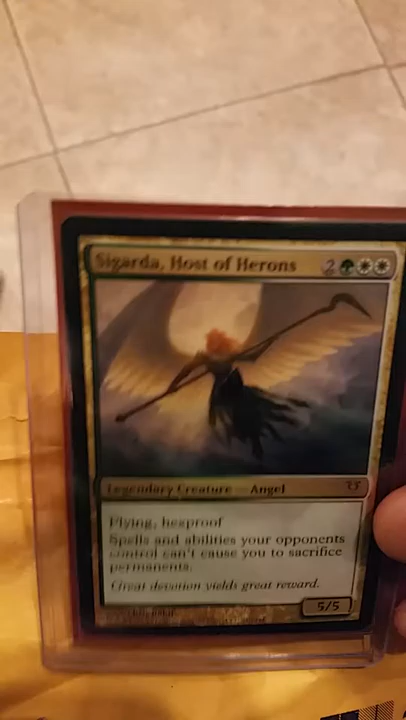 Sigarda, Host of Herons 2
Legendary Creature — Angel
Flying, hexproof
Spells and abilities your opponents
control can't cause you to sacrifice
permanents.
Great devotion yields great reward.
5/5